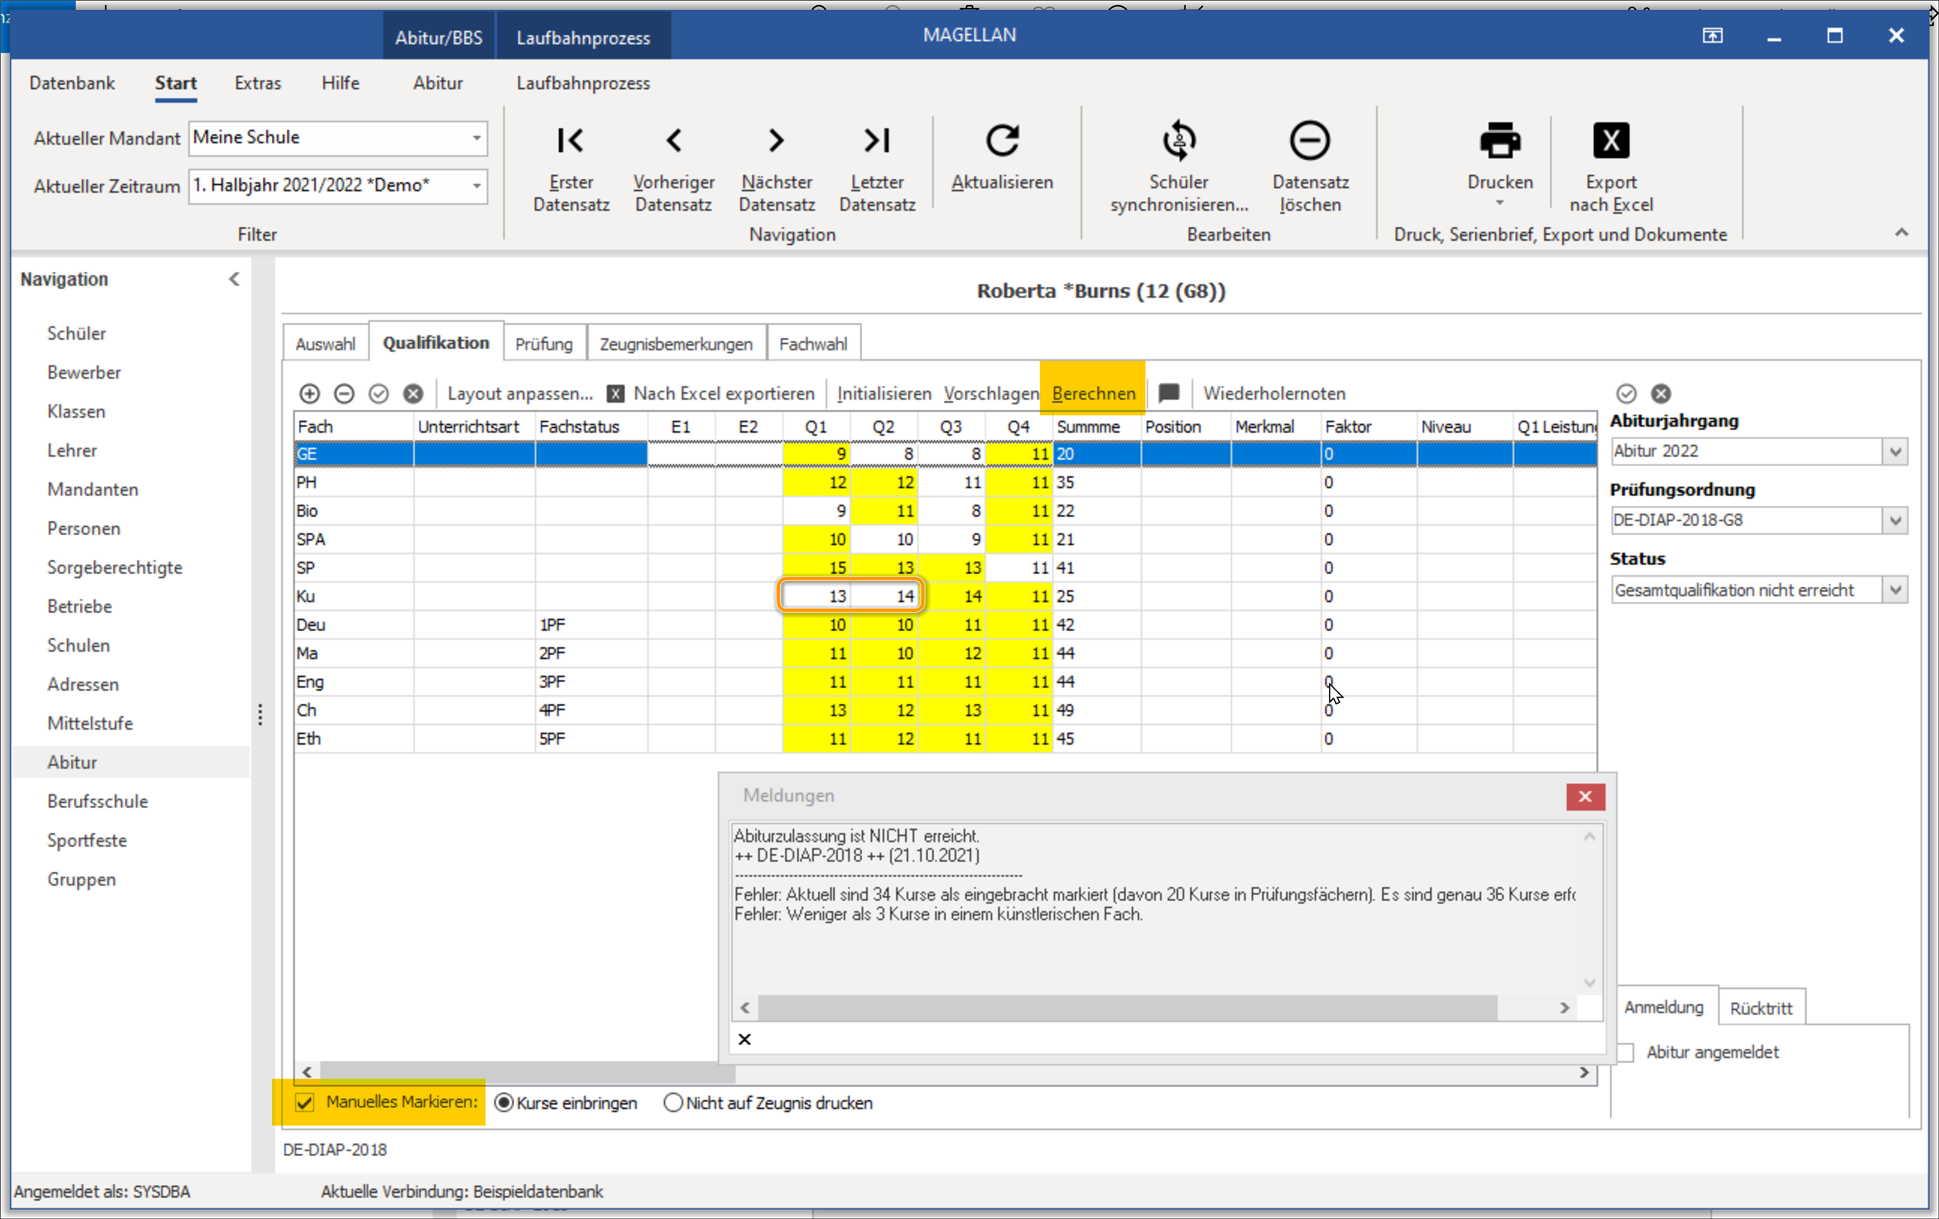 Abitur/BBS Laufbahnprozess MAGELLAN
Datenbank Start Extras Hilfe Abitur Laufbahnprozess
Aktueller Mandant Meine Schule
Aktueller Zeitraum 1. Halbjahr 2021/2022 *Demo*
Erster Datensatz
Vorheriger Datensatz
Nächster Datensatz
Letzter Datensatz
Aktualisieren
Schüler synchronisieren...
Datensatz löschen
Drucken
Export nach Excel
Filter Navigation Bearbeiten Druck, Serienbrief, Export und Dokumente
Navigation
Schüler
Bewerber
Klassen
Lehrer
Mandanten
Personen
Sorgeberechtigte
Betriebe
Schulen
Adressen
Mittelstufe
Abitur
Berufsschule
Sportfeste
Gruppen
Roberta *Burns (12 (G8))
Auswahl Qualifikation Prüfung Zeugnisbemerkungen Fachwahl
Layout anpassen... Nach Excel exportieren Initialisieren Vorschlagen Berechnen Wiederholernoten
Fach Unterrichtsart Fachstatus E1 E2 Q1 Q2 Q3 Q4 Summme Position Merkmal Faktor Niveau Q1 Leistung
GE 9 8 8 11 20 0
PH 12 12 11 11 35 0
Bio 9 11 8 11 22 0
SPA 10 10 9 11 21 0
SP 15 13 13 11 41 0
Ku 13 14 14 11 25 0
Deu 1PF 10 10 11 11 42 0
Ma 2PF 11 10 12 11 44 0
Eng 3PF 11 11 11 11 44 0
Ch 4PF 13 12 13 11 49 0
Eth 5PF 11 12 11 11 45 0
Abiturjahrgang
Abitur 2022
Prüfungsordnung
DE-DIAP-2018-G8
Status
Gesamtqualifikation nicht erreicht
Meldungen
Abiturzulassung ist NICHT erreicht.
++ DE-DIAP-2018 ++ (21.10.2021)
----------------------------------------------------------------
Fehler: Aktuell sind 34 Kurse als eingebracht markiert (davon 20 Kurse in Prüfungsfächern). Es sind genau 36 Kurse erfo
Fehler: Weniger als 3 Kurse in einem künstlerischen Fach.
Anmeldung Rücktritt
Abitur angemeldet
Manuelles Markieren: Kurse einbringen Nicht auf Zeugnis drucken
DE-DIAP-2018
Angemeldet als: SYSDBA Aktuelle Verbindung: Beispieldatenbank